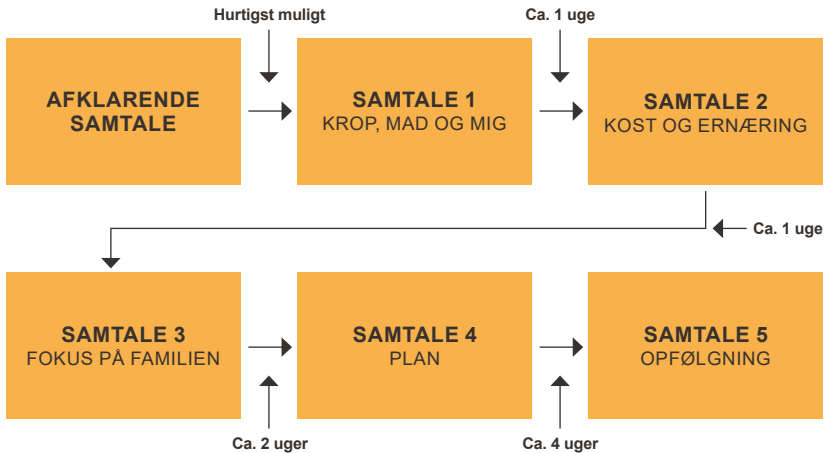 Hurtigst muligt
Ca. 1 uge
AFKLARENDE
SAMTALE
SAMTALE 1
KROP, MAD OG MIG
SAMTALE 2
KOST OG ERNÆRING
Ca. 1 uge
SAMTALE 3
FOKUS PÅ FAMILIEN
SAMTALE 4
PLAN
SAMTALE 5
OPFØLGNING
Ca. 2 uger
Ca. 4 uger